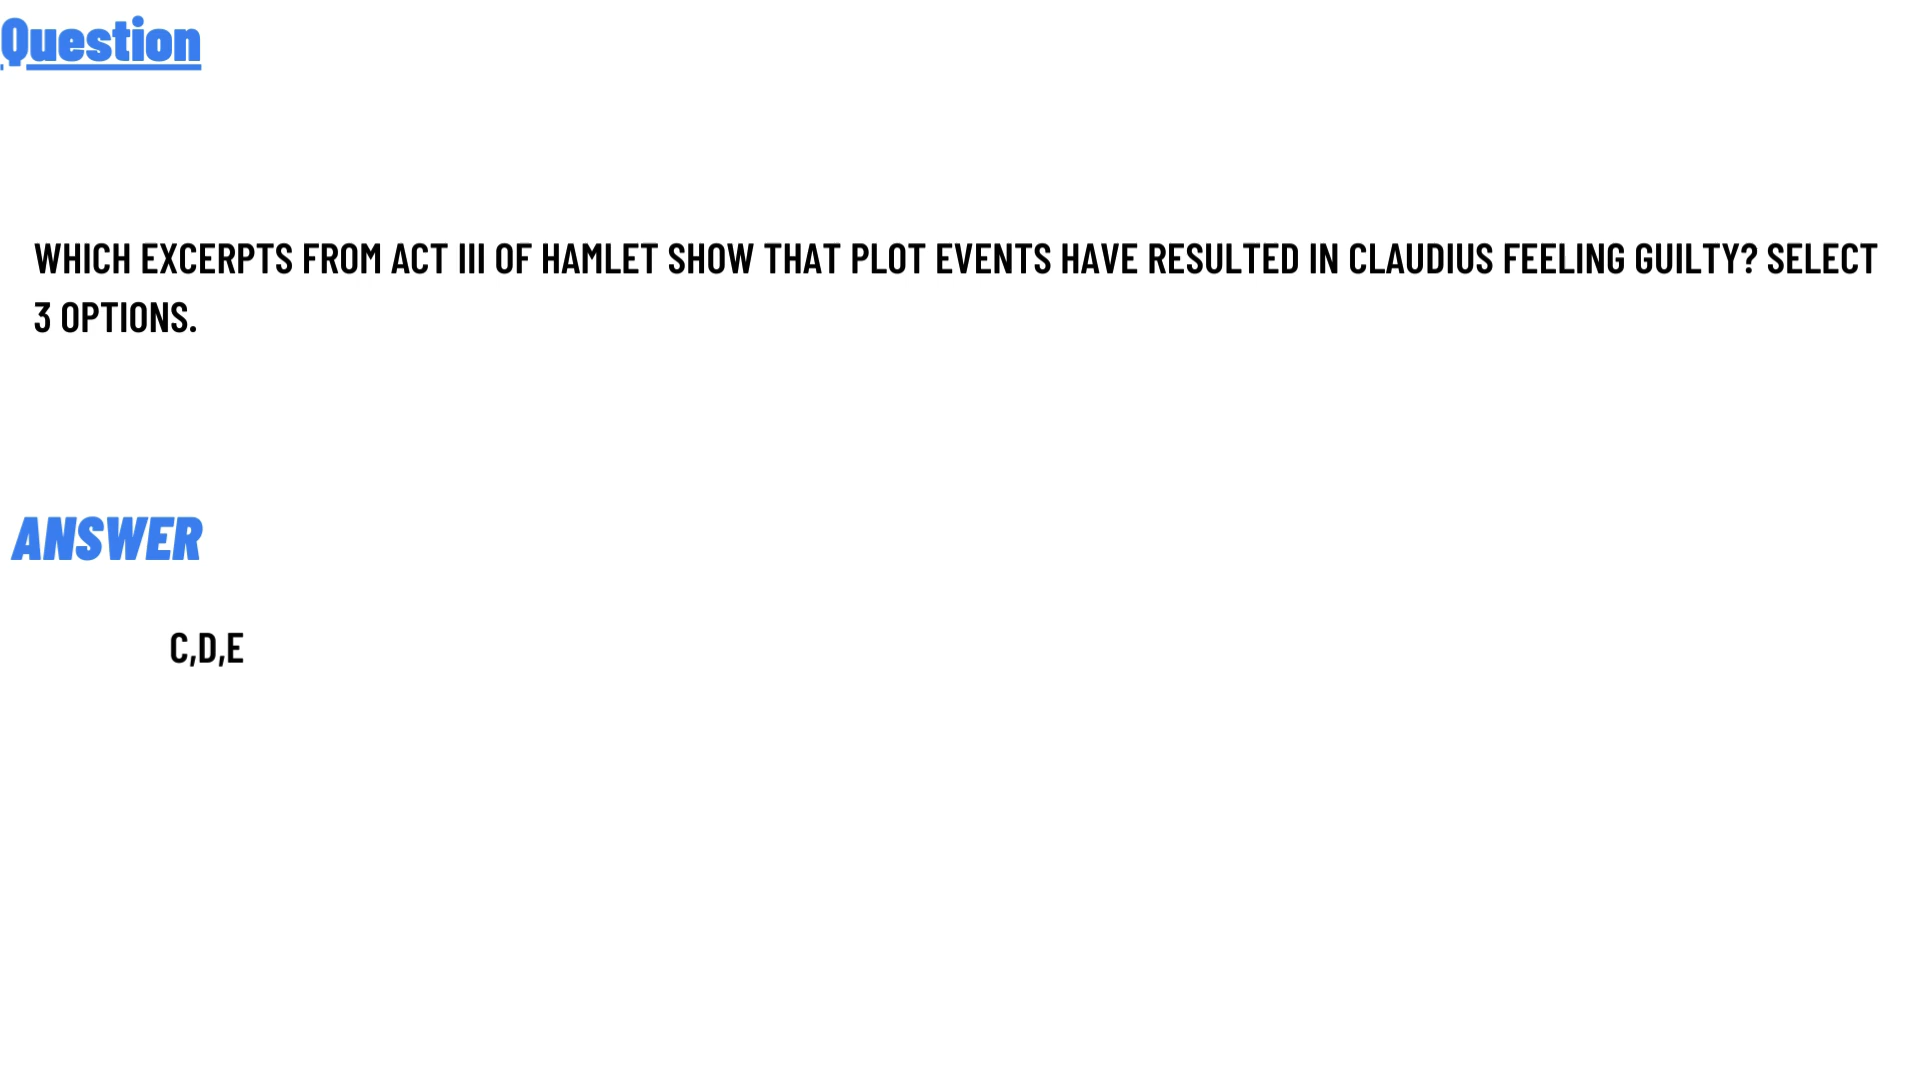 Question
WHICH EXCERPTS FROM ACT III OF HAMLET SHOW THAT PLOT EVENTS HAVE RESULTED IN CLAUDIUS FEELING GUILTY? SELECT
3 OPTIONS.
ANSWER
C,D,E